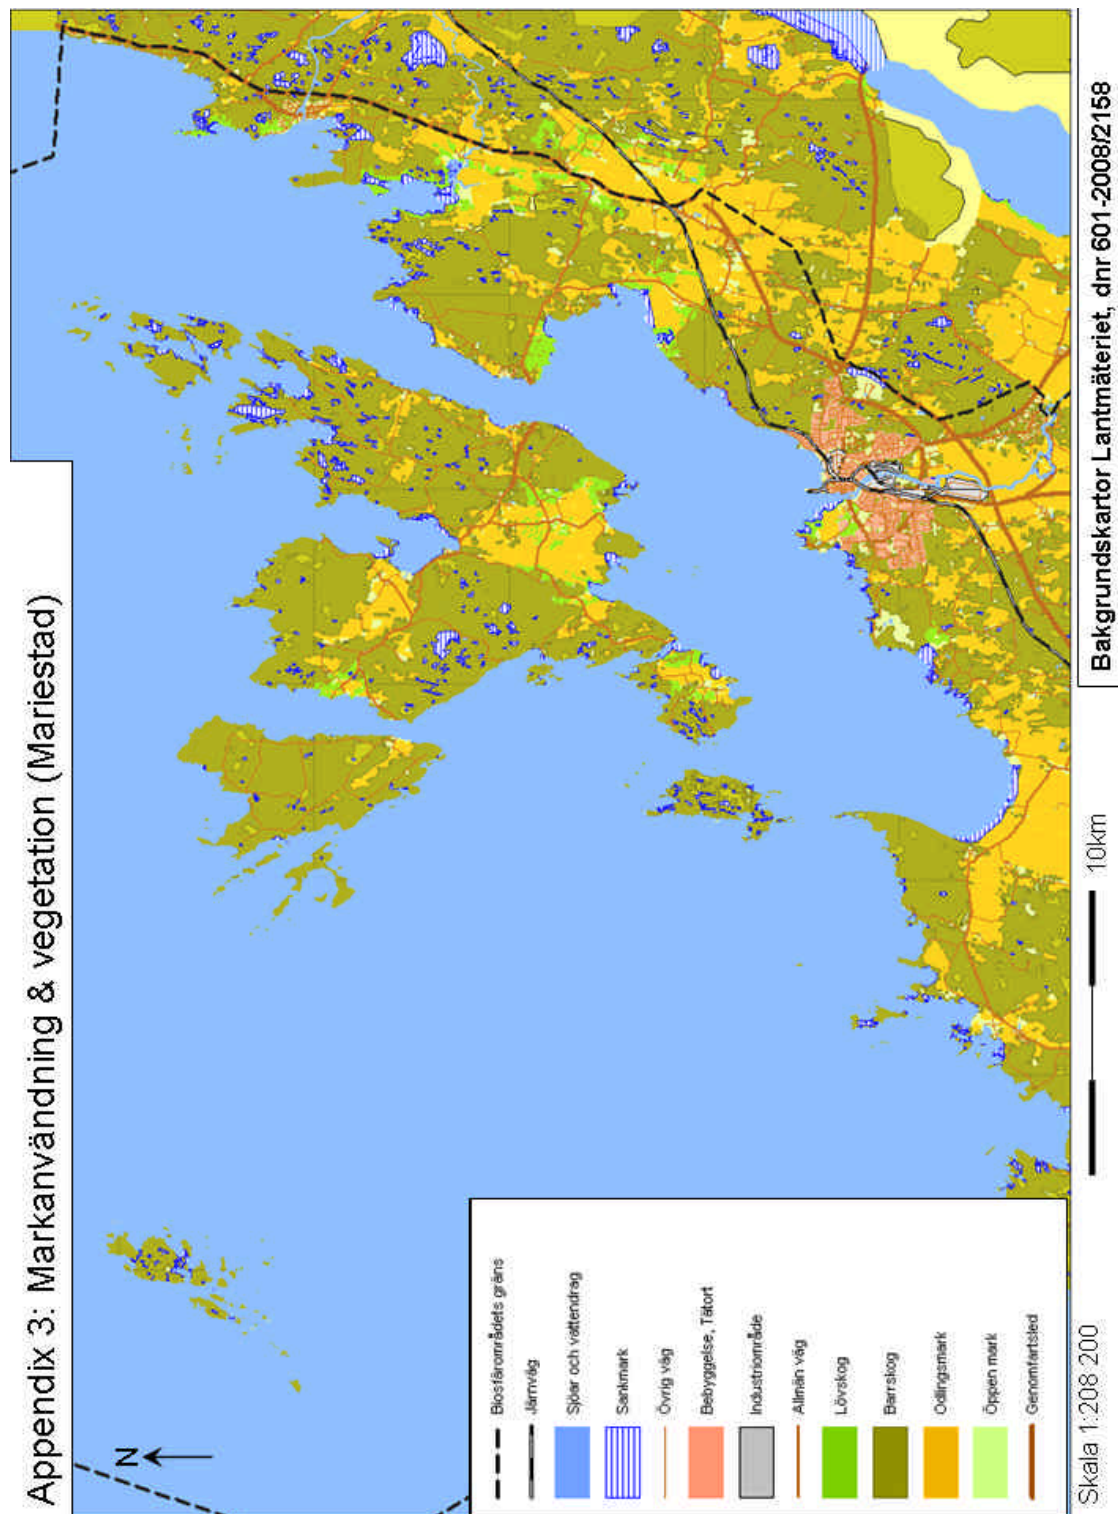 Appendix 3: Markanvändning & vegetation (Mariestad)
N
Biosfärområdets gräns
Järnväg
Sjöar och vattendrag
Sankmark
Övrig väg
Bebyggelse, Tätort
Industriområde
Allmän väg
Lövskog
Barrskog
Odlingsmark
Öppen mark
Genomfartsled
Skala 1:208 200
10km
Bakgrundskartor Lantmäteriet, dnr 601-2008/2158